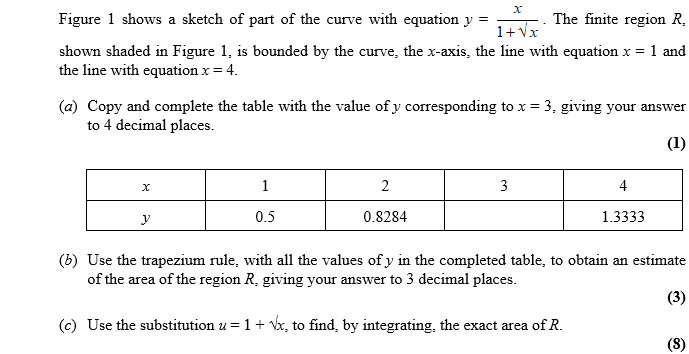 Figure 1 shows a sketch of part of the curve with equation y = x / (1+√x) . The finite region R,
shown shaded in Figure 1, is bounded by the curve, the x-axis, the line with equation x = 1 and
the line with equation x = 4.
(a) Copy and complete the table with the value of y corresponding to x = 3, giving your answer
to 4 decimal places.
(1)
x 1 2 3 4
y 0.5 0.8284 1.3333
(b) Use the trapezium rule, with all the values of y in the completed table, to obtain an estimate
of the area of the region R, giving your answer to 3 decimal places.
(3)
(c) Use the substitution u = 1 + √x, to find, by integrating, the exact area of R.
(8)